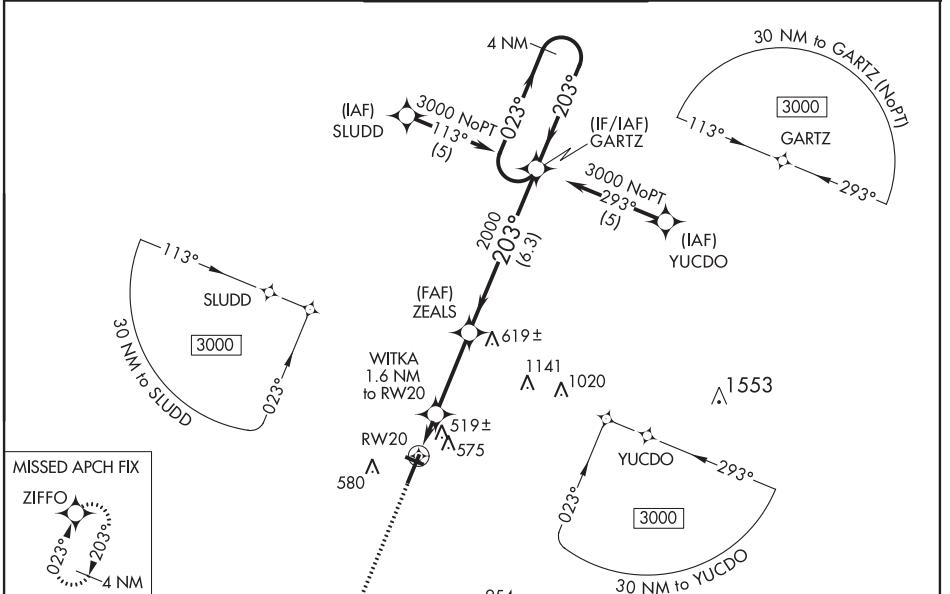 4 NM
023°
203°
(IAF)
SLUDD
3000 NoPT
113°
(5)
(IF/IAF)
GARTZ
3000 NoPT
293°
(5)
(IAF)
YUCDO
30 NM to GARTZ (NoPT)
3000
GARTZ
113°
293°
2000
203°
(6.3)
113°
SLUDD
3000
30 NM to SLUDD
023°
(FAF)
ZEALS
619±
WITKA
1.6 NM
to RW20
1141
1020
1553
519±
575
RW20
580
YUCDO
293°
023°
3000
30 NM to YUCDO
MISSED APCH FIX
ZIFFO
023°
203°
4 NM